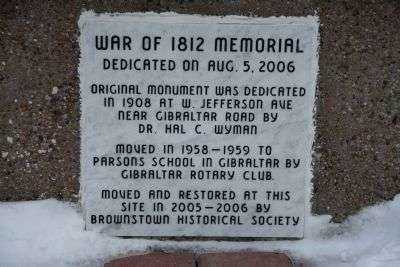 WAR OF 1812 MEMORIAL
DEDICATED ON AUG. 5, 2006
ORIGINAL MONUMENT WAS DEDICATED
IN 1908 AT W. JEFFERSON AVE
NEAR GIBRALTAR ROAD BY
DR. HAL C. WYMAN
MOVED IN 1958-1959 TO
PARSONS SCHOOL IN GIBRALTAR BY
GIBRALTAR ROTARY CLUB.
MOVED AND RESTORED AT THIS
SITE IN 2005-2006 BY
BROWNSTOWN HISTORICAL SOCIETY